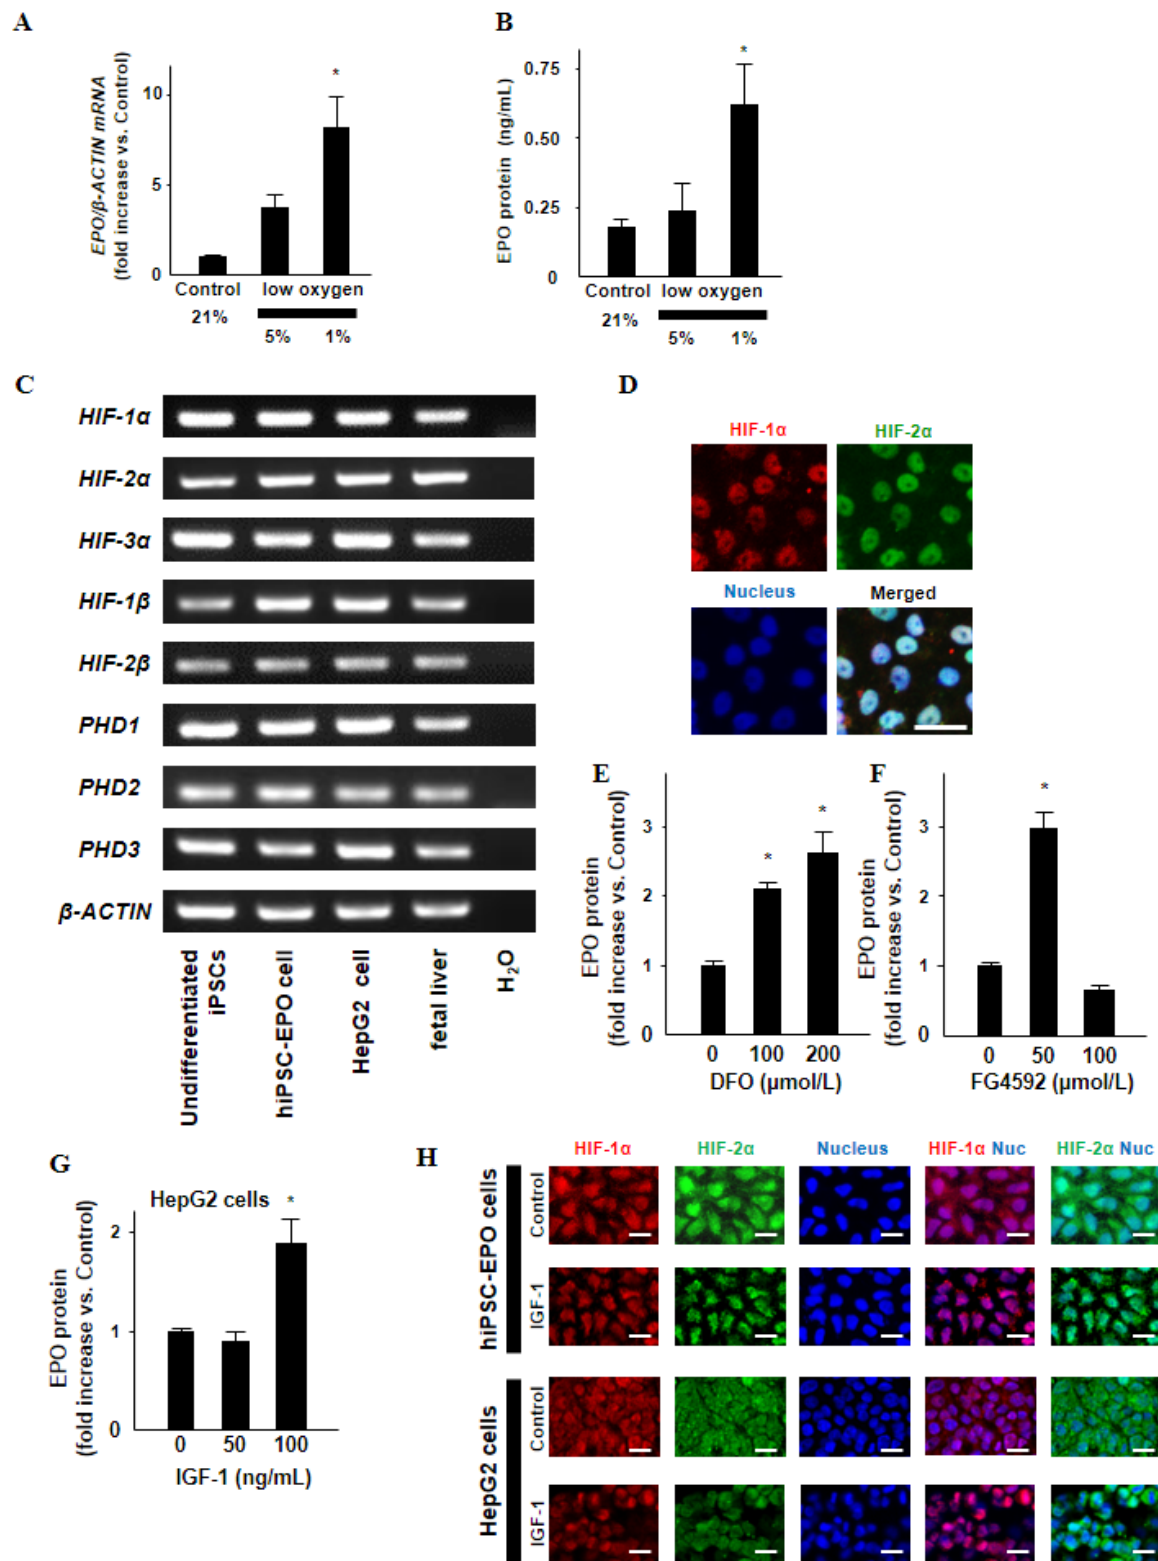 A
EPO/β-ACTIN mRNA
(fold increase vs. Control)
10
5
0
*
Control
low oxygen
21%
5%
1%
B
EPO protein (ng/mL)
0.75
0.50
0.25
0
*
Control
low oxygen
21%
5%
1%
C
HIF-1α
HIF-2α
HIF-3α
HIF-1β
HIF-2β
PHD1
PHD2
PHD3
β-ACTIN
Undifferentiated
iPSCs
hiPSC-EPO cell
HepG2 cell
fetal liver
H2O
D
HIF-1α
HIF-2α
Nucleus
Merged
E
EPO protein
(fold increase vs. Control)
3
2
1
0
*
*
0
100
200
DFO (μmol/L)
F
EPO protein
(fold increase vs. Control)
3
2
1
0
*
0
50
100
FG4592 (μmol/L)
G
HepG2 cells
EPO protein
(fold increase vs. Control)
2
1
0
*
0
50
100
IGF-1 (ng/mL)
H
HIF-1α
HIF-2α
Nucleus
HIF-1α Nuc
HIF-2α Nuc
hiPSC-EPO cells
Control
IGF-1
HepG2 cells
Control
IGF-1